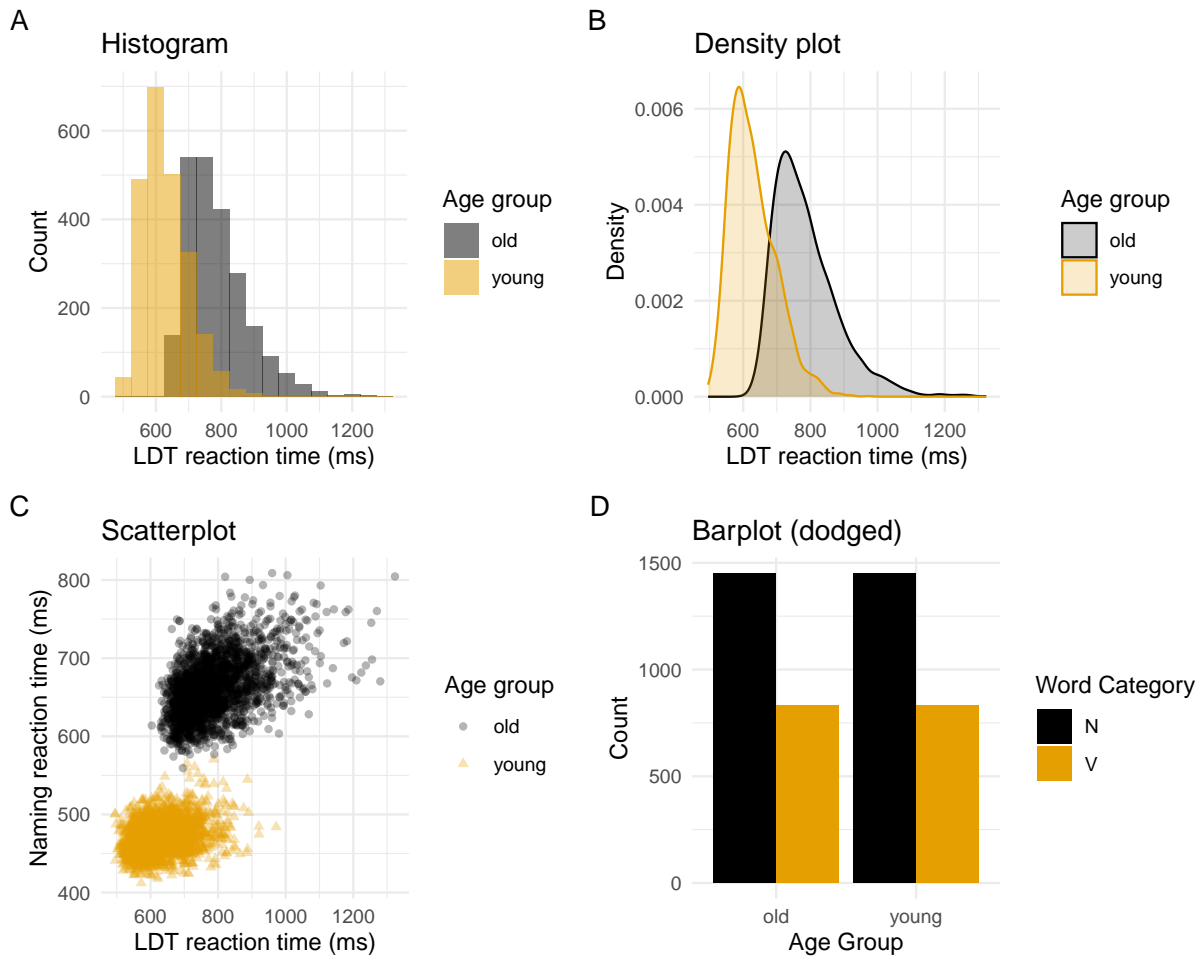 A
Histogram
600
400
200
0
Count
600 800 1000 1200
LDT reaction time (ms)
Age group
old
young
B
Density plot
0.006
0.004
0.002
0.000
Density
600 800 1000 1200
LDT reaction time (ms)
Age group
old
young
C
Scatterplot
800
700
600
500
400
Naming reaction time (ms)
600 800 1000 1200
LDT reaction time (ms)
Age group
old
young
D
Barplot (dodged)
1500
1000
500
0
Count
old young
Age Group
Word Category
N
V